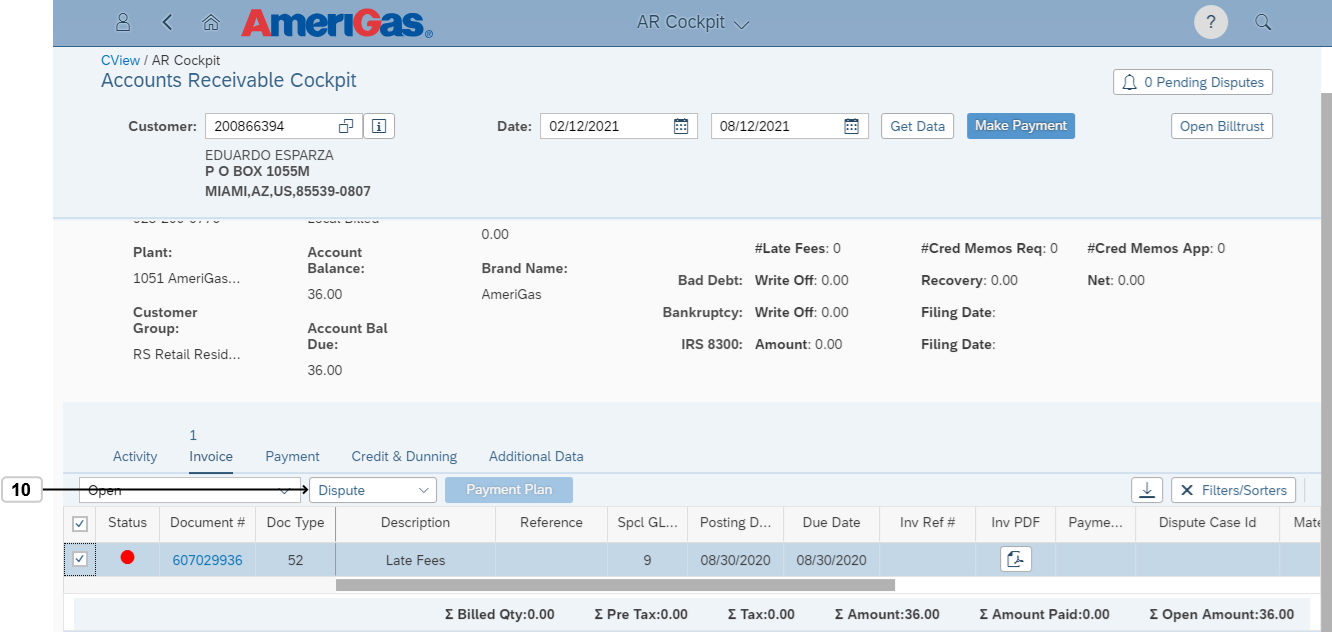 AmeriGas®
AR Cockpit
?
CView / AR Cockpit
Accounts Receivable Cockpit
0 Pending Disputes
Customer: 200866394
Date: 02/12/2021 08/12/2021 Get Data Make Payment Open Billtrust
EDUARDO ESPARZA
P O BOX 1055M
MIAMI,AZ,US,85539-0807
Local Billed
0.00
Plant:
1051 AmeriGas...
Customer
Group:
RS Retail Resid...
Account
Balance:
36.00
Account Bal
Due:
36.00
Brand Name:
AmeriGas
#Late Fees: 0 #Cred Memos Req: 0 #Cred Memos App: 0
Bad Debt: Write Off: 0.00 Recovery: 0.00 Net: 0.00
Bankruptcy: Write Off: 0.00 Filing Date:
IRS 8300: Amount: 0.00 Filing Date:
1
Activity Invoice Payment Credit & Dunning Additional Data
10 Open Dispute Payment Plan Filters/Sorters
Status Document # Doc Type Description Reference Spcl GL... Posting D... Due Date Inv Ref # Inv PDF Payme... Dispute Case Id Mate
607029936 52 Late Fees 9 08/30/2020 08/30/2020
Σ Billed Qty:0.00 Σ Pre Tax:0.00 Σ Tax:0.00 Σ Amount:36.00 Σ Amount Paid:0.00 Σ Open Amount:36.00